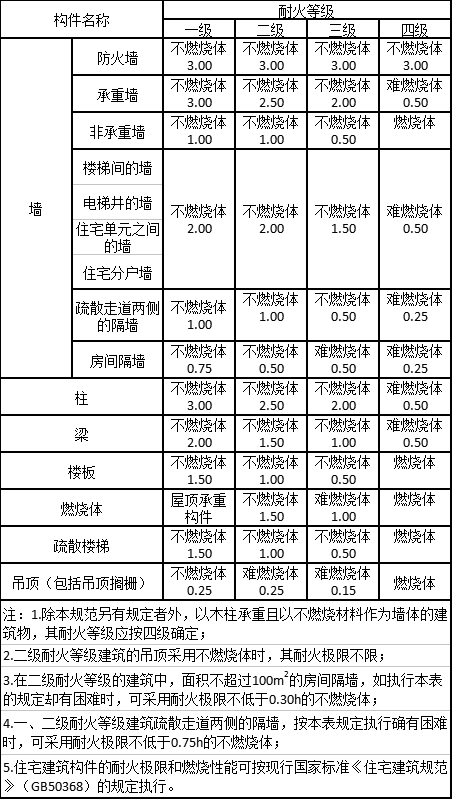 构件名称
耐火等级
一级 二级 三级 四级
墙
防火墙
不燃烧体 不燃烧体 不燃烧体 不燃烧体
3.00 3.00 3.00 3.00
承重墙
不燃烧体 不燃烧体 不燃烧体 难燃烧体
3.00 2.50 2.00 0.50
非承重墙
不燃烧体 不燃烧体 不燃烧体 燃烧体
1.00 1.00 0.50
楼梯间的墙
电梯井的墙
住宅单元之间
的墙
住宅分户墙
不燃烧体 不燃烧体 不燃烧体 难燃烧体
2.00 2.00 1.50 0.50
疏散走道两侧
的隔墙
不燃烧体 不燃烧体 不燃烧体 难燃烧体
1.00 1.00 0.50 0.25
房间隔墙
不燃烧体 不燃烧体 难燃烧体 难燃烧体
0.75 0.50 0.50 0.25
柱
不燃烧体 不燃烧体 不燃烧体 难燃烧体
3.00 2.50 2.00 0.50
梁
不燃烧体 不燃烧体 不燃烧体 难燃烧体
2.00 1.50 1.00 0.50
楼板
不燃烧体 不燃烧体 不燃烧体 燃烧体
1.50 1.00 0.50
燃烧体
屋顶承重 不燃烧体 难燃烧体 燃烧体
构件 1.50 1.00
疏散楼梯
不燃烧体 不燃烧体 不燃烧体 燃烧体
1.50 1.00 0.50
吊顶（包括吊顶搁栅）
不燃烧体 难燃烧体 难燃烧体 燃烧体
0.25 0.25 0.15
注：1.除本规范另有规定者外，以木柱承重且以不燃烧材料作为墙体的建
筑物，其耐火等级应按四级确定；
2.二级耐火等级建筑的吊顶采用不燃烧体时，其耐火极限不限；
3.在二级耐火等级的建筑中，面积不超过100m²的房间隔墙，如执行本表
的规定却有困难时，可采用耐火极限不低于0.30h的不燃烧体；
4.一、二级耐火等级建筑疏散走道两侧的隔墙，按本表规定执行确有困难
时，可采用耐火极限不低于0.75h的不燃烧体；
5.住宅建筑构件的耐火极限和燃烧性能可按现行国家标准《住宅建筑规范
》（GB50368）的规定执行。